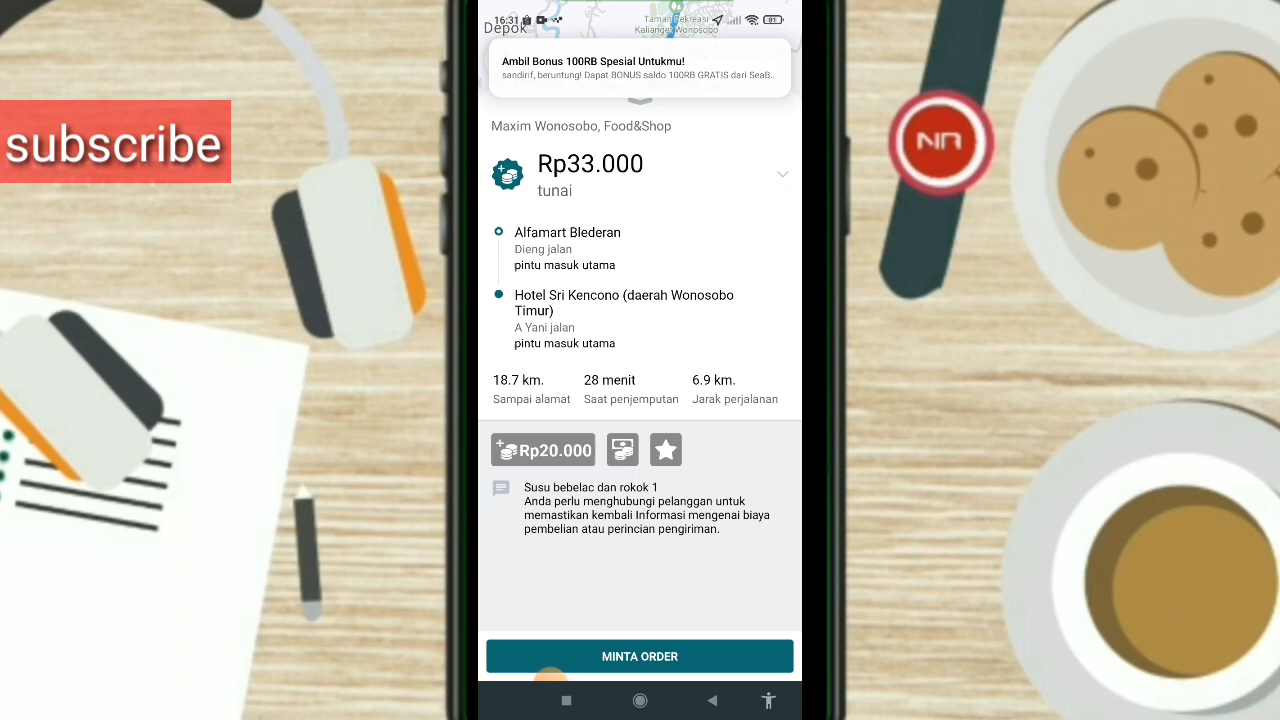 subscribe
NR
16:31
81
Depok
Taman Rekreasi
Kalianget Wonosobo
Ambil Bonus 100RB Spesial Untukmu!
sandirif, beruntung! Dapat BONUS saldo 100RB GRATIS dari SeaB..
Maxim Wonosobo, Food&Shop
Rp33.000
tunai
Alfamart Blederan
Dieng jalan
pintu masuk utama
Hotel Sri Kencono (daerah Wonosobo
Timur)
A Yani jalan
pintu masuk utama
18.7 km. 28 menit 6.9 km.
Sampai alamat Saat penjemputan Jarak perjalanan
+Rp20.000
Susu bebelac dan rokok 1
Anda perlu menghubungi pelanggan untuk
memastikan kembali Informasi mengenai biaya
pembelian atau perincian pengiriman.
MINTA ORDER